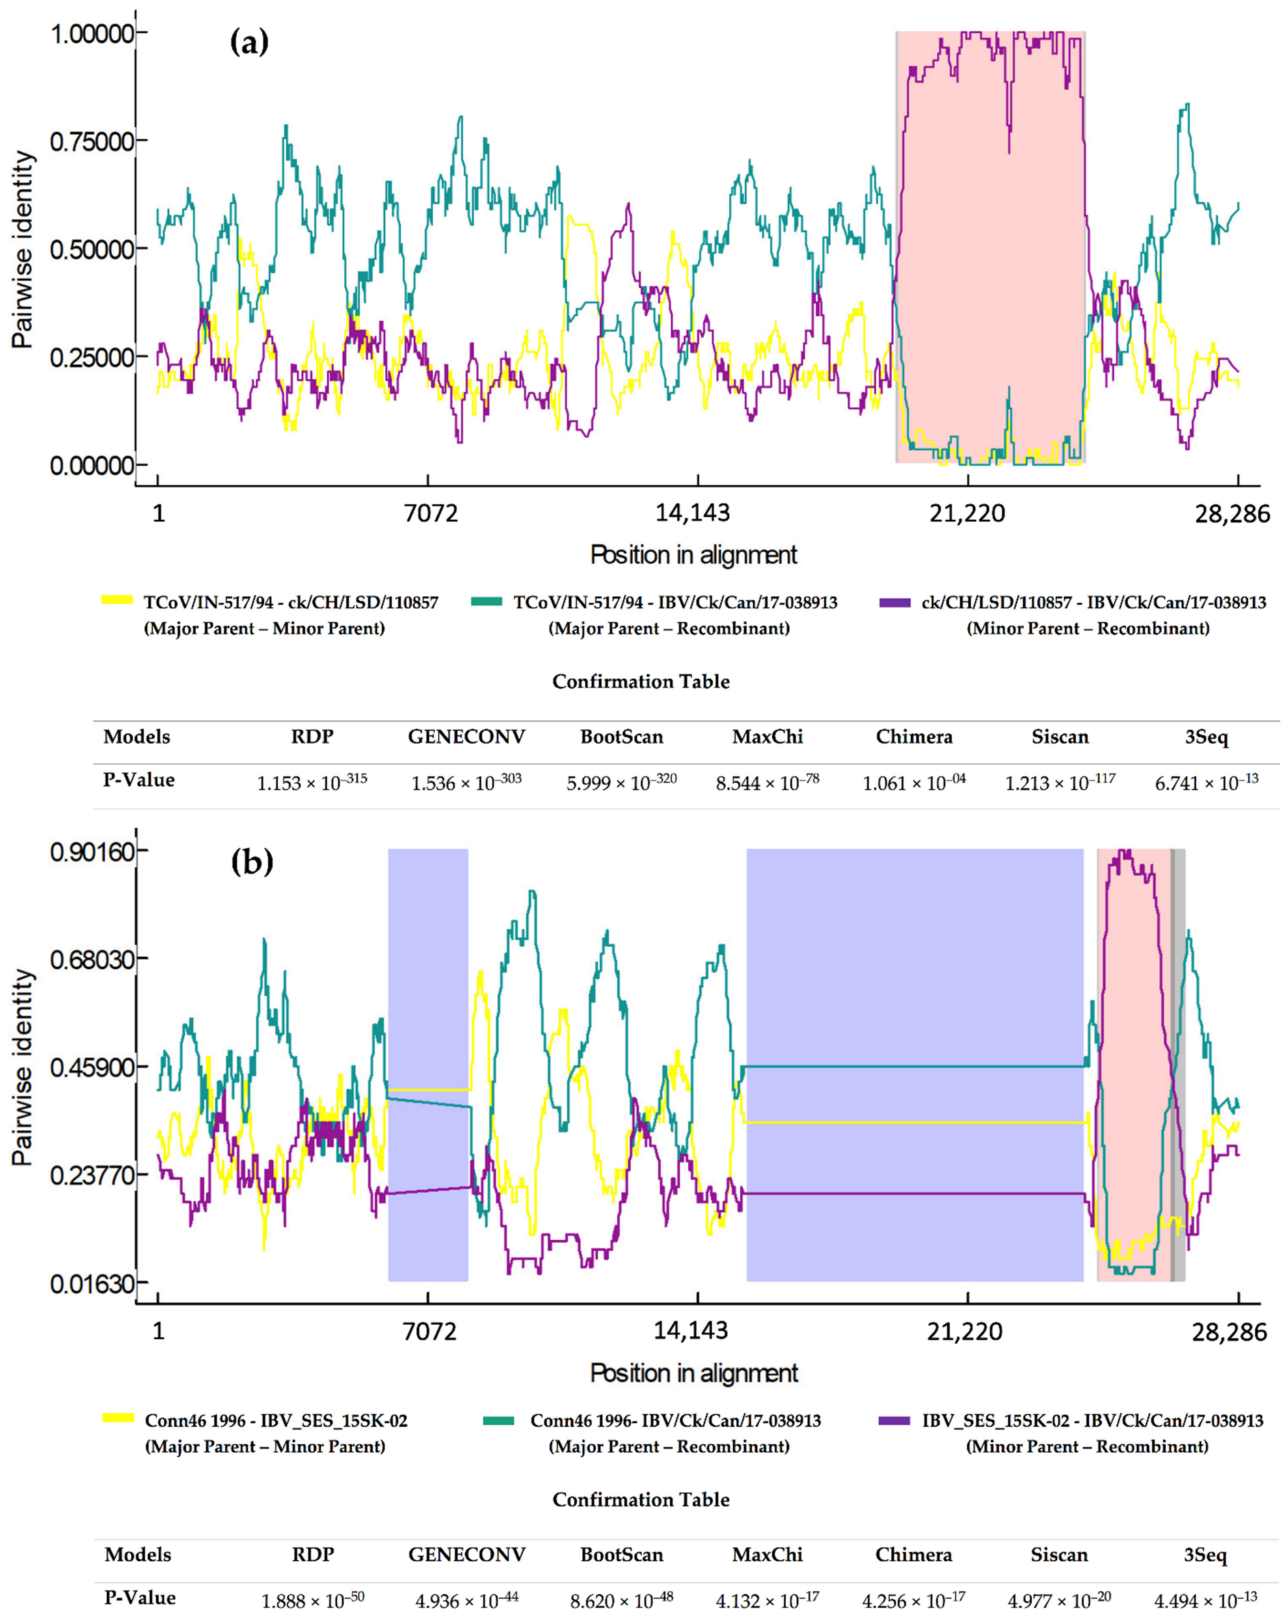 (a)
1.00000
0.75000
0.50000
0.25000
0.00000
Pairwise identity
1 7072 14,143 21,220 28,286
Position in alignment
TCoV/IN-517/94 - ck/CH/LSD/110857 TCoV/IN-517/94 - IBV/Ck/Can/17-038913 ck/CH/LSD/110857 - IBV/Ck/Can/17-038913
(Major Parent – Minor Parent) (Major Parent – Recombinant) (Minor Parent – Recombinant)
Confirmation Table
Models RDP GENECONV BootScan MaxChi Chimera Siscan 3Seq
P-Value 1.153 × 10⁻³¹⁵ 1.536 × 10⁻³⁰³ 5.999 × 10⁻³²⁰ 8.544 × 10⁻⁷⁸ 1.061 × 10⁻⁰⁴ 1.213 × 10⁻¹¹⁷ 6.741 × 10⁻¹³
(b)
0.90160
0.68030
0.45900
0.23770
0.01630
Pairwise identity
1 7072 14,143 21,220 28,286
Position in alignment
Conn46 1996 - IBV_SES_15SK-02 Conn46 1996- IBV/Ck/Can/17-038913 IBV_SES_15SK-02 - IBV/Ck/Can/17-038913
(Major Parent – Minor Parent) (Major Parent – Recombinant) (Minor Parent – Recombinant)
Confirmation Table
Models RDP GENECONV BootScan MaxChi Chimera Siscan 3Seq
P-Value 1.888 × 10⁻⁵⁰ 4.936 × 10⁻⁴⁴ 8.620 × 10⁻⁴⁸ 4.132 × 10⁻¹⁷ 4.256 × 10⁻¹⁷ 4.977 × 10⁻²⁰ 4.494 × 10⁻¹³